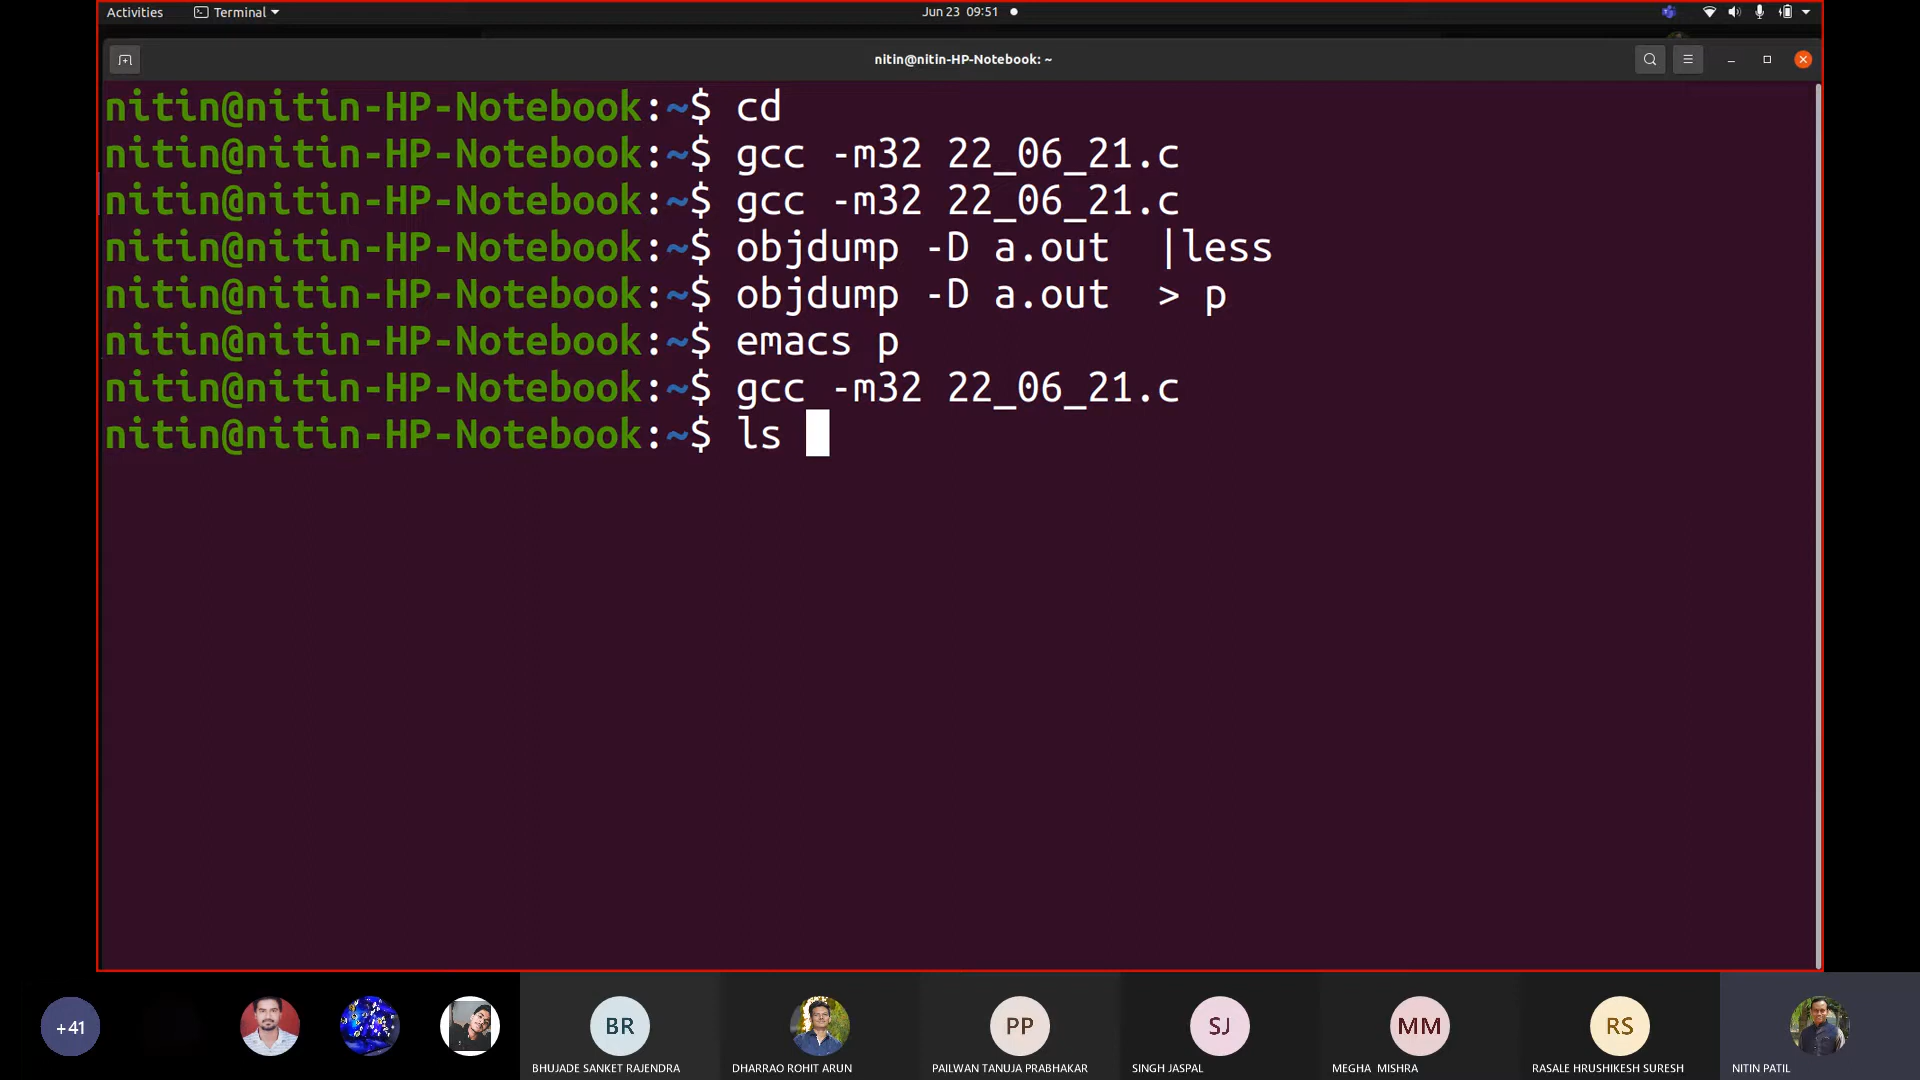 Activities Terminal Jun 23 09:51
nitin@nitin-HP-Notebook: ~
nitin@nitin-HP-Notebook:~$ cd
nitin@nitin-HP-Notebook:~$ gcc -m32 22_06_21.c
nitin@nitin-HP-Notebook:~$ gcc -m32 22_06_21.c
nitin@nitin-HP-Notebook:~$ objdump -D a.out  |less
nitin@nitin-HP-Notebook:~$ objdump -D a.out  > p
nitin@nitin-HP-Notebook:~$ emacs p
nitin@nitin-HP-Notebook:~$ gcc -m32 22_06_21.c
nitin@nitin-HP-Notebook:~$ ls
+41 BR PP SJ MM RS
BHUJADE SANKET RAJENDRA DHARRAO ROHIT ARUN PAILWAN TANUJA PRABHAKAR SINGH JASPAL MEGHA MISHRA RASALE HRUSHIKESH SURESH NITIN PATIL